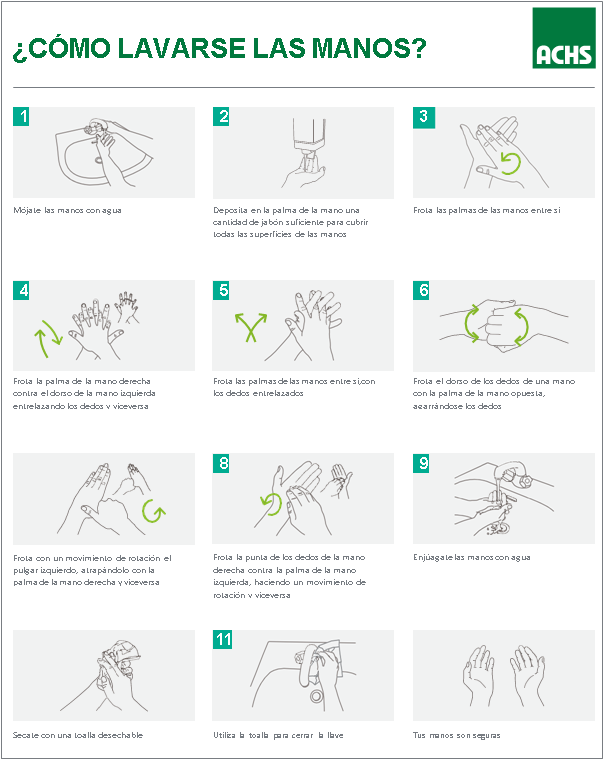 ¿CÓMO LAVARSE LAS MANOS?
ACHS
1
Mójate las manos con agua
2
Deposita en la palma de la mano una
cantidad de jabón suficiente para cubrir
todas las superficies de las manos
3
Frota las palmas de las manos entre si
4
Frota la palma de la mano derecha
contra el dorso de la mano izquierda
entrelazando los dedos y viceversa
5
Frota las palmas de las manos entre si,con
los dedos entrelazados
6
Frota el dorso de los dedos de una mano
con la palma de la mano opuesta,
agarrándose los dedos
Frota con un movimiento de rotación el
pulgar izquierdo, atrapándolo con la
palma de la mano derecha y viceversa
8
Frota la punta de los dedos de la mano
derecha contra la palma de la mano
izquierda, haciendo un movimiento de
rotación y viceversa
9
Enjúagate las manos con agua
Secate con una toalla desechable
11
Utiliza la toalla para cerrar la llave
Tus manos son seguras